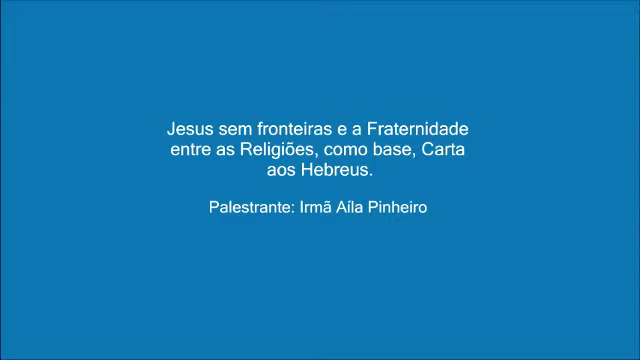 Jesus sem fronteiras e a Fraternidade
entre as Religiões, como base, Carta
aos Hebreus.
Palestrante: Irmã Aíla Pinheiro